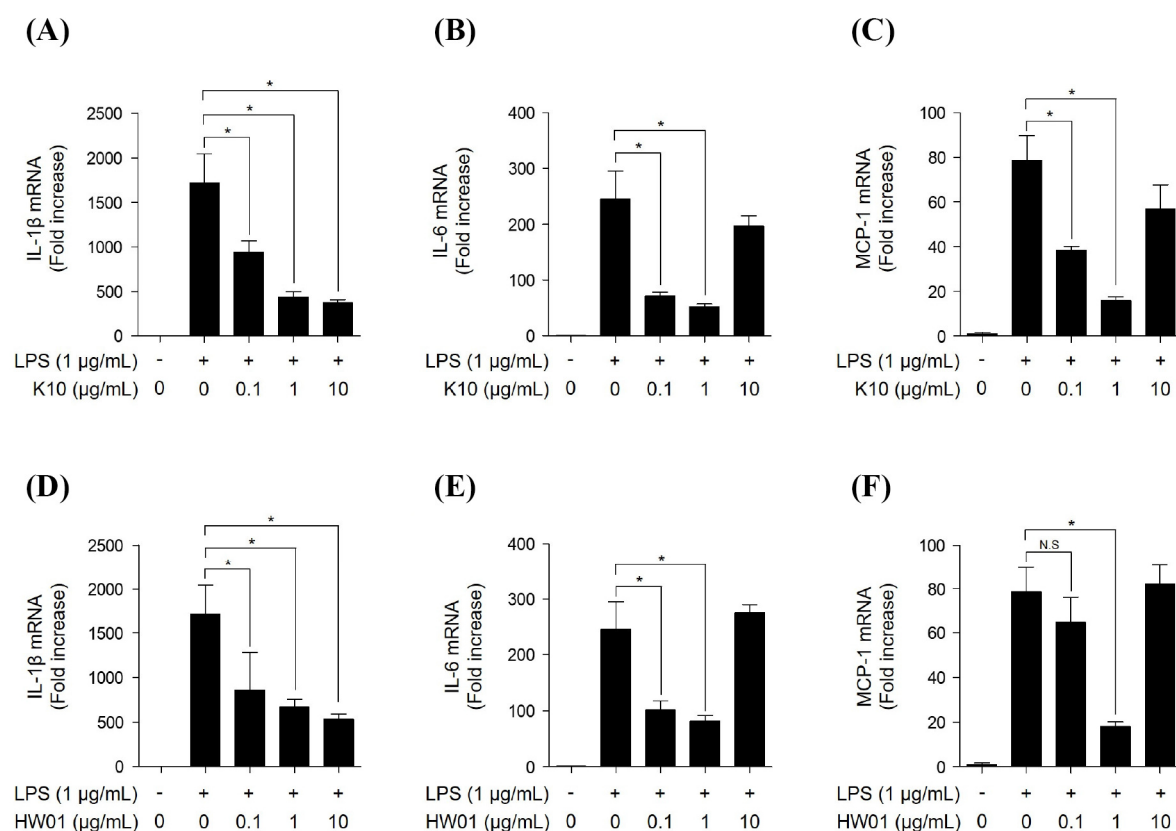 (A)
IL-1β mRNA
(Fold increase)
2500
2000
1500
1000
500
0
*
*
*
LPS (1 µg/mL) - + + + +
K10 (µg/mL) 0 0 0.1 1 10
(B)
IL-6 mRNA
(Fold increase)
400
300
200
100
0
*
*
LPS (1 µg/mL) - + + + +
K10 (µg/mL) 0 0 0.1 1 10
(C)
MCP-1 mRNA
(Fold increase)
100
80
60
40
20
0
*
*
LPS (1 µg/mL) - + + + +
K10 (µg/mL) 0 0 0.1 1 10
(D)
IL-1β mRNA
(Fold increase)
2500
2000
1500
1000
500
0
*
*
*
LPS (1 µg/mL) - + + + +
HW01 (µg/mL) 0 0 0.1 1 10
(E)
IL-6 mRNA
(Fold increase)
400
300
200
100
0
*
*
LPS (1 µg/mL) - + + + +
HW01 (µg/mL) 0 0 0.1 1 10
(F)
MCP-1 mRNA
(Fold increase)
100
80
60
40
20
0
*
N.S
LPS (1 µg/mL) - + + + +
HW01 (µg/mL) 0 0 0.1 1 10